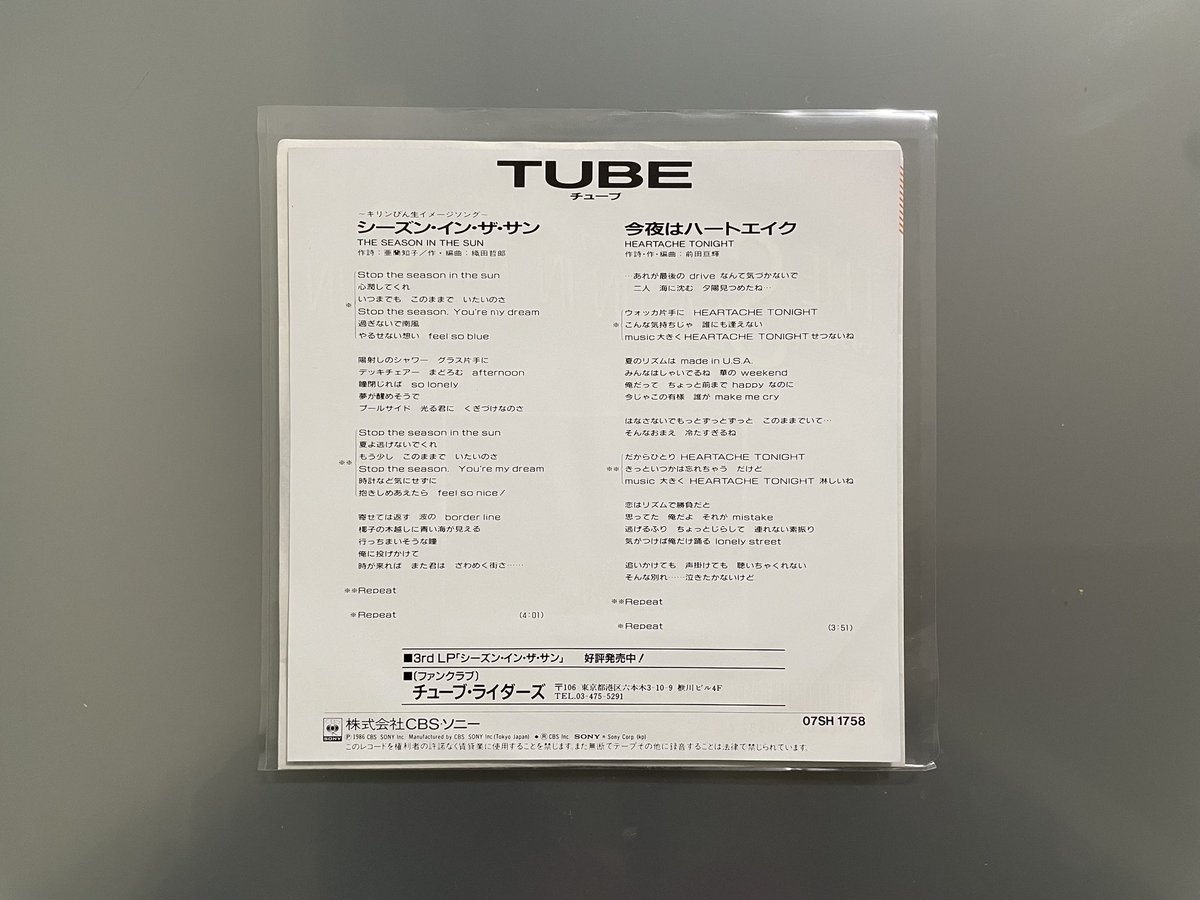 TUBE
チューブ
～キリンびん生イメージソング～
シーズン・イン・ザ・サン
THE SEASON IN THE SUN
作詩：亜蘭知子／作・編曲：織田哲郎
Stop the season in the sun
心潤してくれ
いつまでも このままで いたいのさ
※ Stop the season. You're my dream
過ぎないで南風
やるせない想い feel so blue
陽射しのシャワー グラス片手に
デッキチェアー まどろむ afternoon
瞳閉じれば so lonely
夢が醒めそうで
プールサイド 光る君に くぎづけなのさ
Stop the season in the sun
夏よ逃げないでくれ
※※ もう少し このままで いたいのさ
Stop the season. You're my dream
時計など気にせずに
抱きしめあえたら feel so nice!
寄せては返す 波の border line
椰子の木越しに青い海が見える
行っちまいそうな瞳
俺に投げかけて
時が来れば また君は ざわめく街さ……
※※Repeat
※Repeat (4:01)
今夜はハートエイク
HEARTACHE TONIGHT
作詩・作・編曲：前田亘輝
‥あれが最後の drive なんて気づかないで
二人 海に沈む 夕陽見つめたね…
ウォッカ片手に HEARTACHE TONIGHT
※ こんな気持ちじゃ 誰にも逢えない
music 大きく HEARTACHE TONIGHT せつないね
夏のリズムは made in U.S.A.
みんなはしゃいでるね 華の weekend
俺だって ちょっと前まで happy なのに
今じゃこの有様 誰が make me cry
はなさないでもっとずっとずっと このままでいて…
そんなおまえ 冷たすぎるね
だからひとり HEARTACHE TONIGHT
※※ きっといつかは忘れちゃう だけど
music 大きく HEARTACHE TONIGHT 淋しいね
恋はリズムで勝負だと
思ってた 俺だよ それが mistake
逃げるふり ちょっとじらして 連れない素振り
気がつけば俺だけ踊る lonely street
追いかけても 声掛けても 聴いちゃくれない
そんな別れ……泣きたかないけど
※※Repeat
※Repeat (3:51)
■3rd LP「シーズン・イン・ザ・サン」 好評発売中！
■(ファンクラブ)
チューブ・ライダーズ 〒106 東京都港区六本木3-10-9 ビル4F
TEL.03-475-5291
SONY 株式会社CBS・ソニー 07SH 1758
Ⓟ1986 CBS SONY Inc. Manufactured by CBS SONY Inc.(Tokyo Japan) ●Ⓡ CBS Inc. SONY® Sony Corp. (kp)
このレコードを権利者の許諾なく賃貸業に使用することを禁じます。また無断でテープその他に録音することは法律で禁じられています。